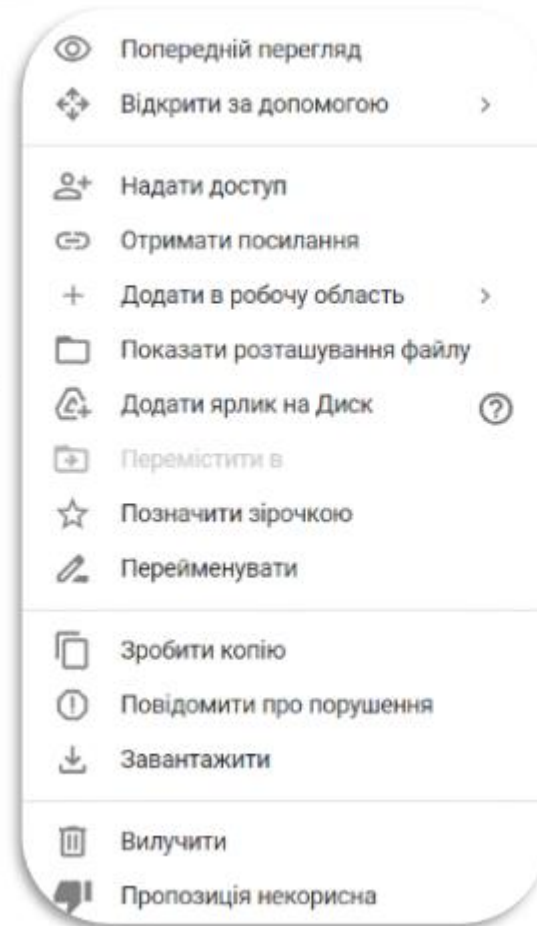 Попередній перегляд
Відкрити за допомогою
Надати доступ
Отримати посилання
Додати в робочу область
Показати розташування файлу
Додати ярлик на Диск
Перемістити в
Позначити зірочкою
Перейменувати
Зробити копію
Повідомити про порушення
Завантажити
Вилучити
Пропозиція некорисна